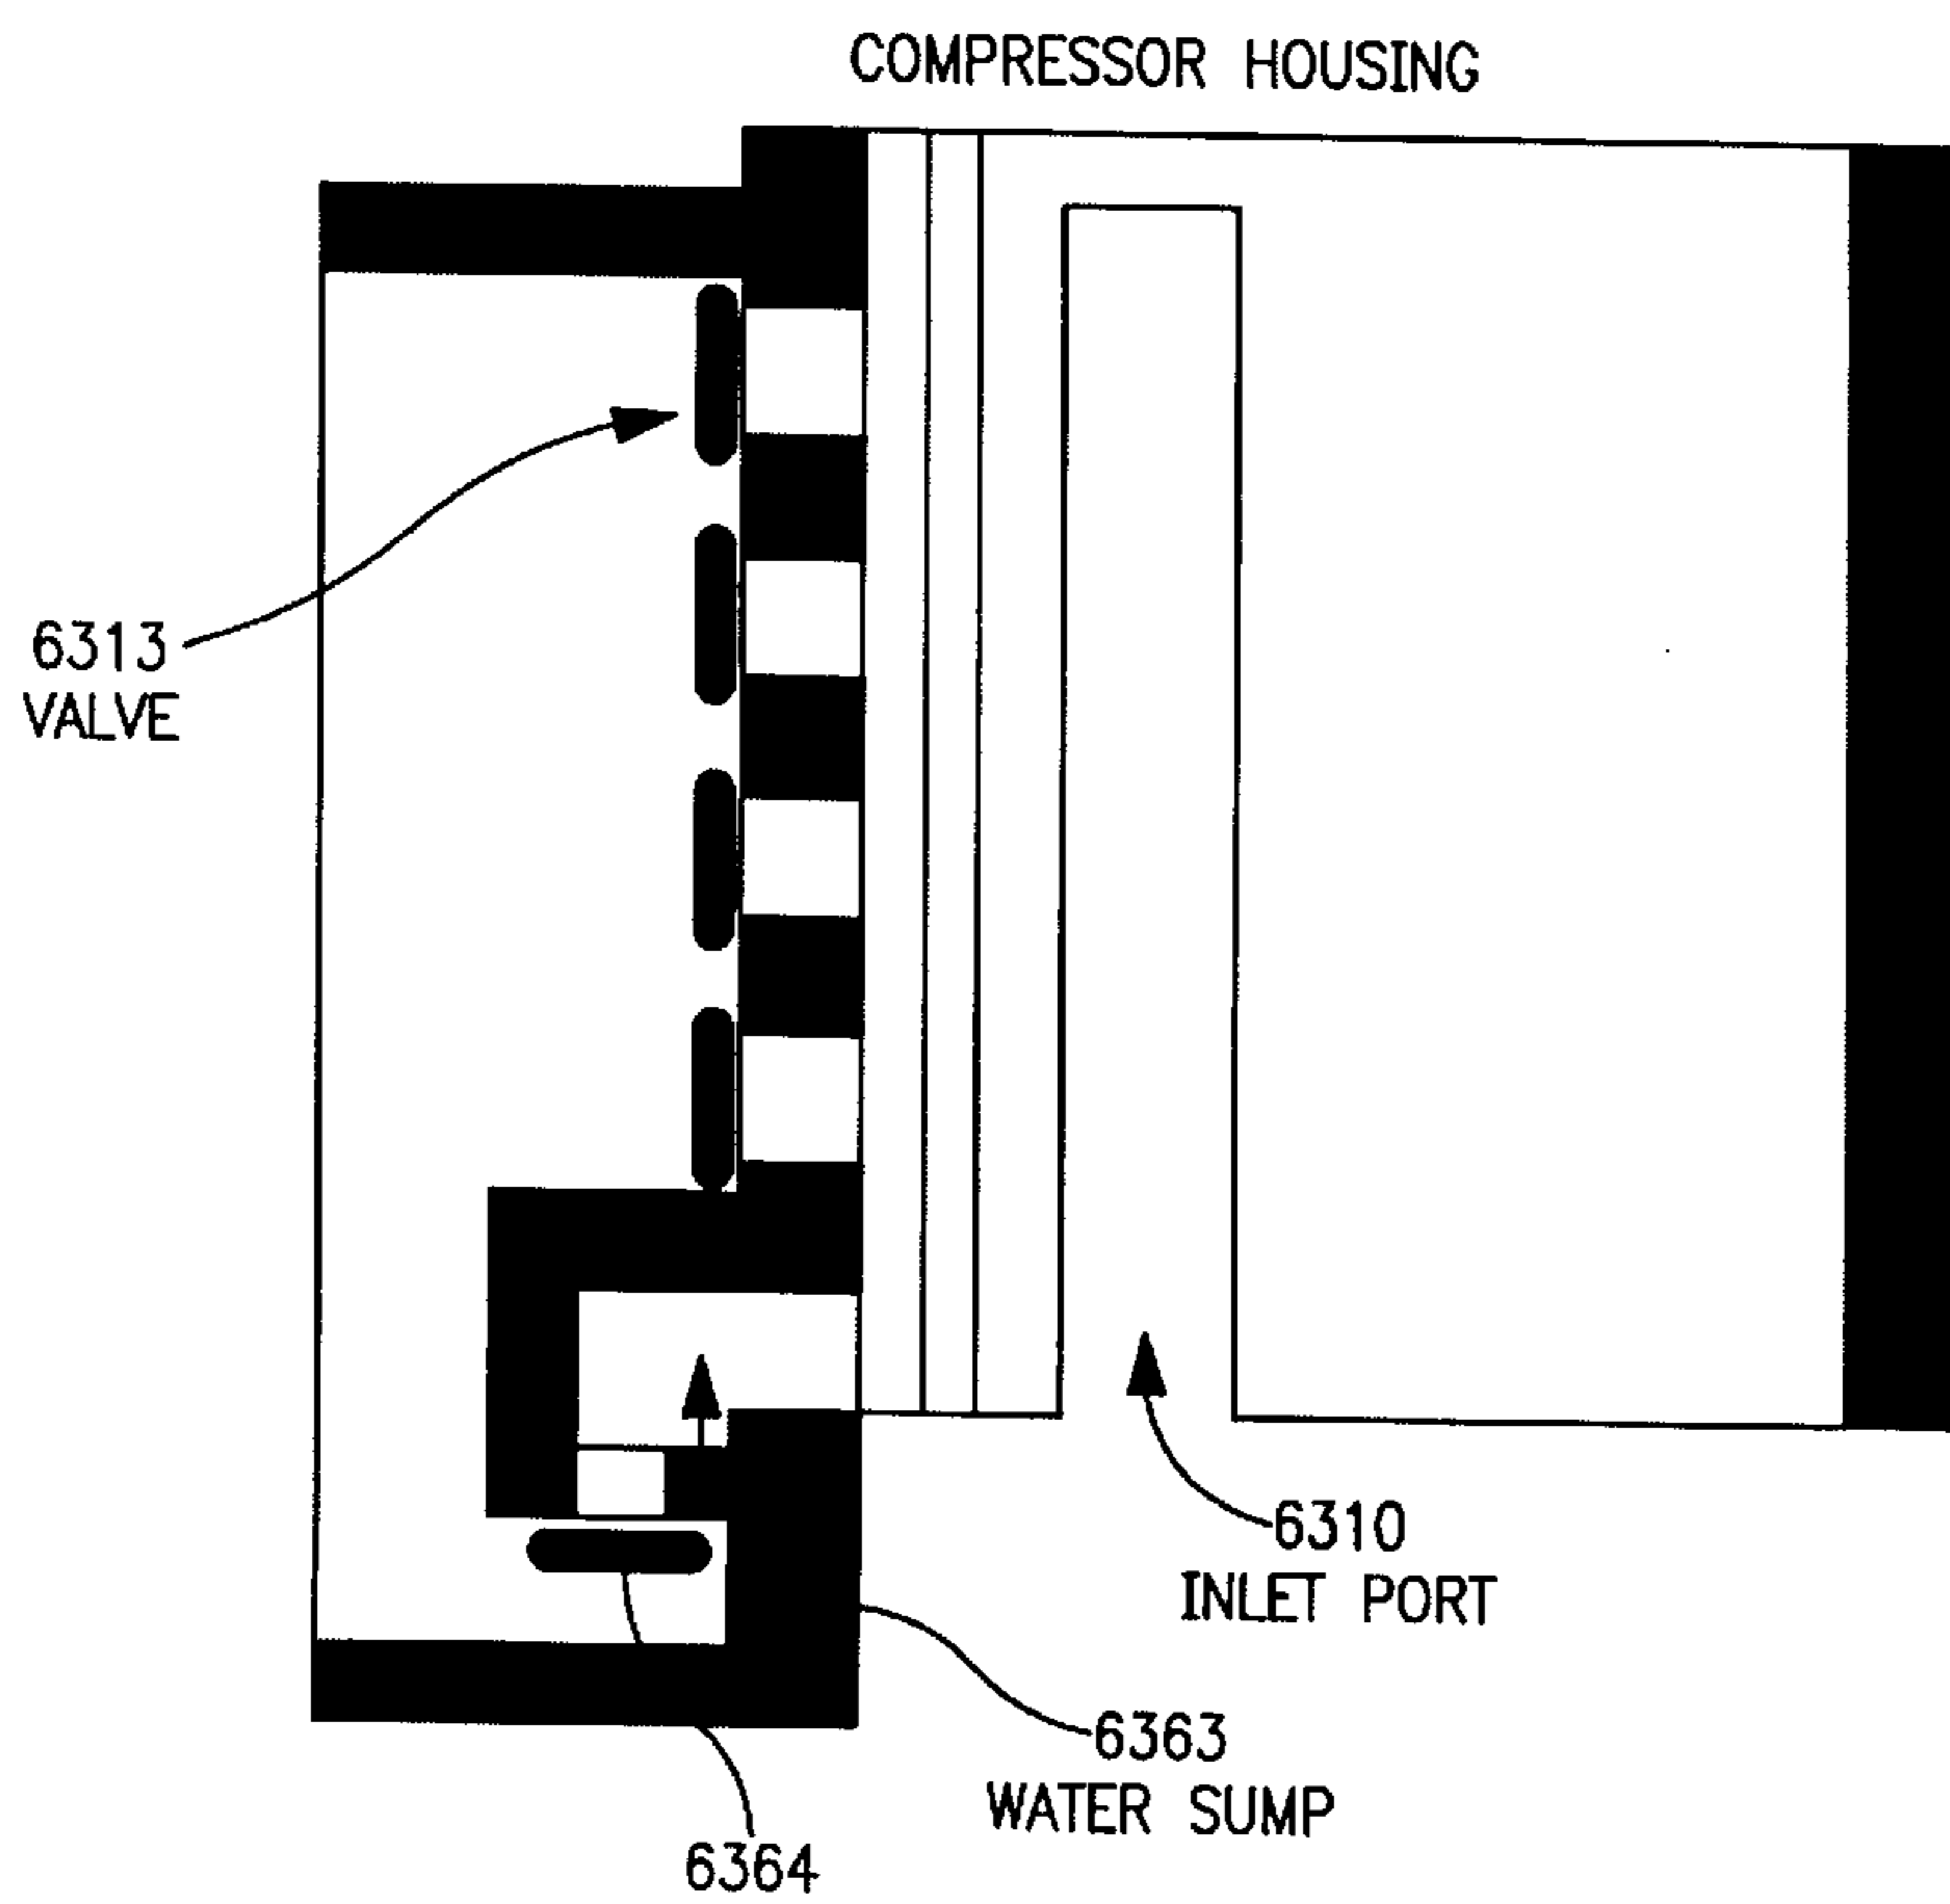 COMPRESSOR HOUSING
6313
VALVE
6310
INLET PORT
6363
WATER SUMP
6364